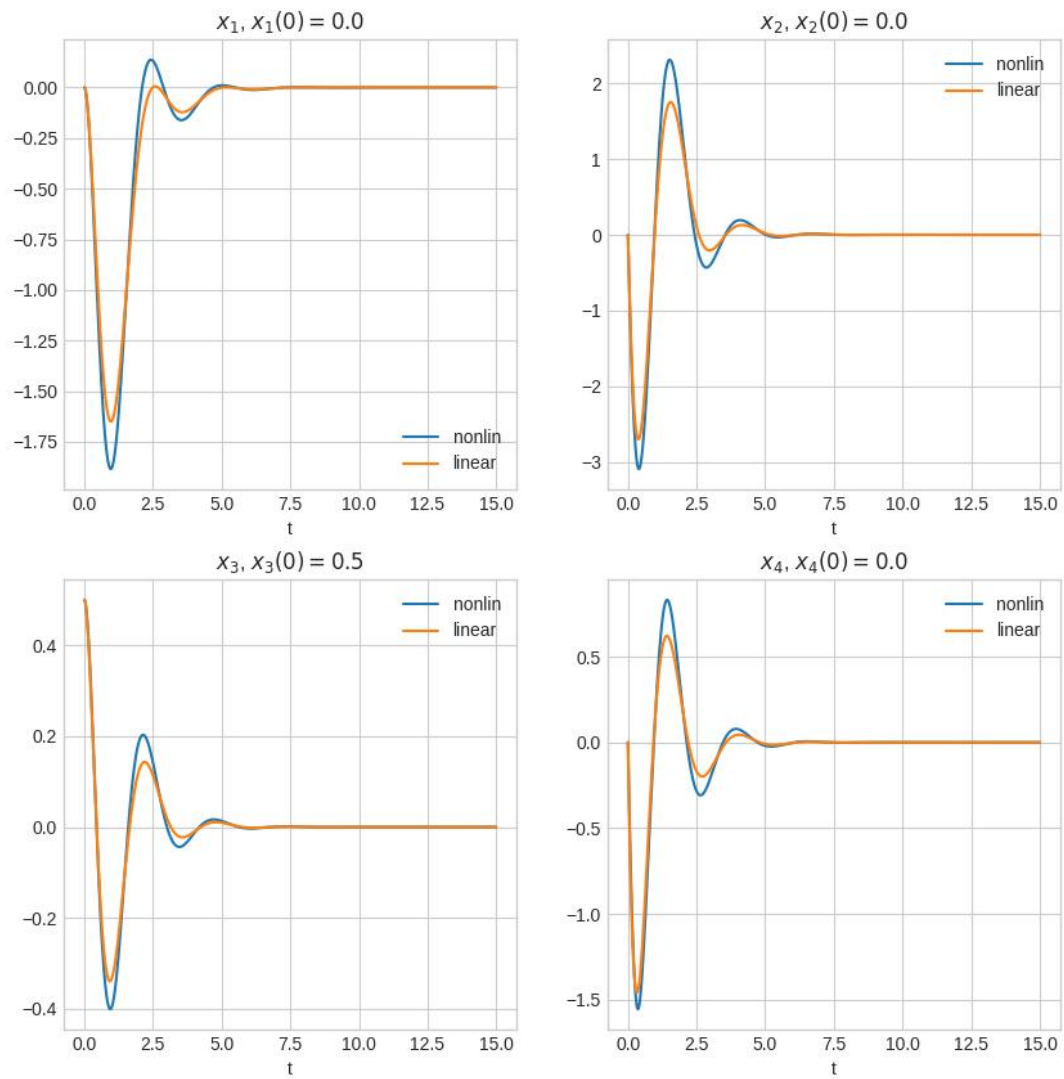 x₁, x₁(0) = 0.0
0.00
−0.25
−0.50
−0.75
−1.00
−1.25
−1.50
−1.75
nonlin
linear
0.0 2.5 5.0 7.5 10.0 12.5 15.0
t
x₂, x₂(0) = 0.0
nonlin
linear
2
1
0
−1
−2
−3
0.0 2.5 5.0 7.5 10.0 12.5 15.0
t
x₃, x₃(0) = 0.5
nonlin
linear
0.4
0.2
0.0
−0.2
−0.4
0.0 2.5 5.0 7.5 10.0 12.5 15.0
t
x₄, x₄(0) = 0.0
nonlin
linear
0.5
0.0
−0.5
−1.0
−1.5
0.0 2.5 5.0 7.5 10.0 12.5 15.0
t